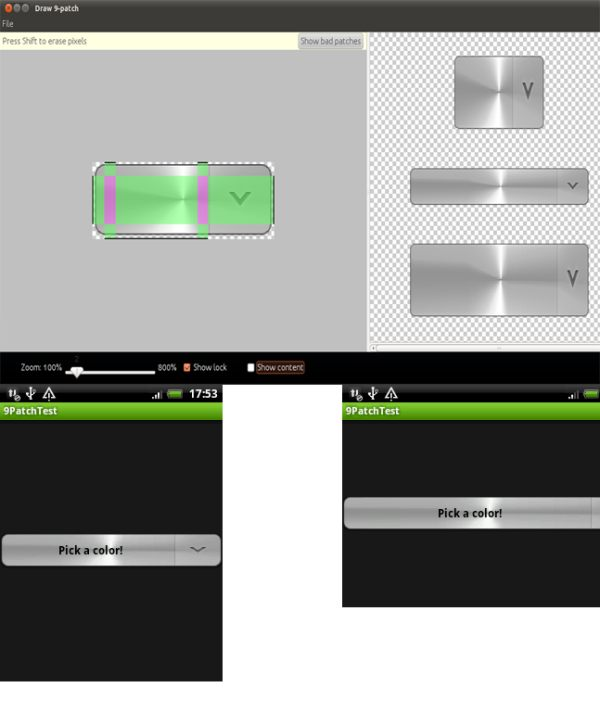 Draw 9-patch
File
Press Shift to erase pixels
Show bad patches
2
Zoom: 100%
800%
Show lock
Show content
17:53
9PatchTest
Pick a color!
9PatchTest
Pick a color!